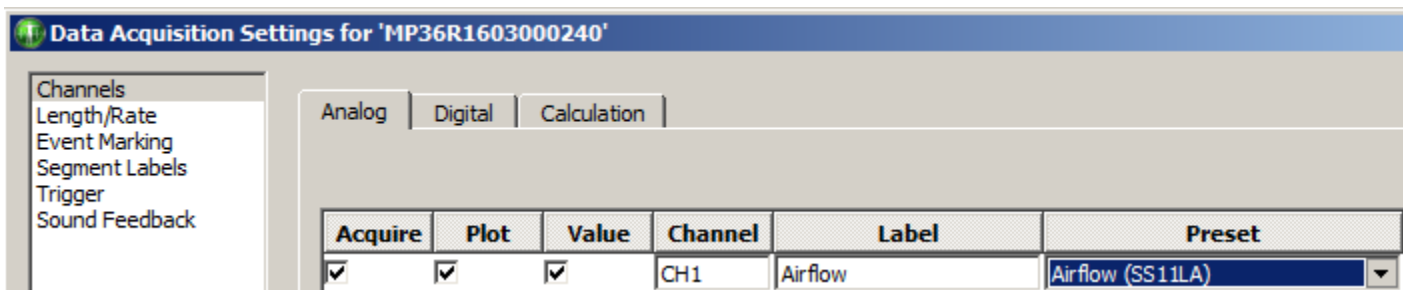 Data Acquisition Settings for 'MP36R1603000240'
Channels
Length/Rate
Event Marking
Segment Labels
Trigger
Sound Feedback
Analog Digital Calculation
Acquire Plot Value Channel Label Preset
CH1 Airflow Airflow (SS11LA)